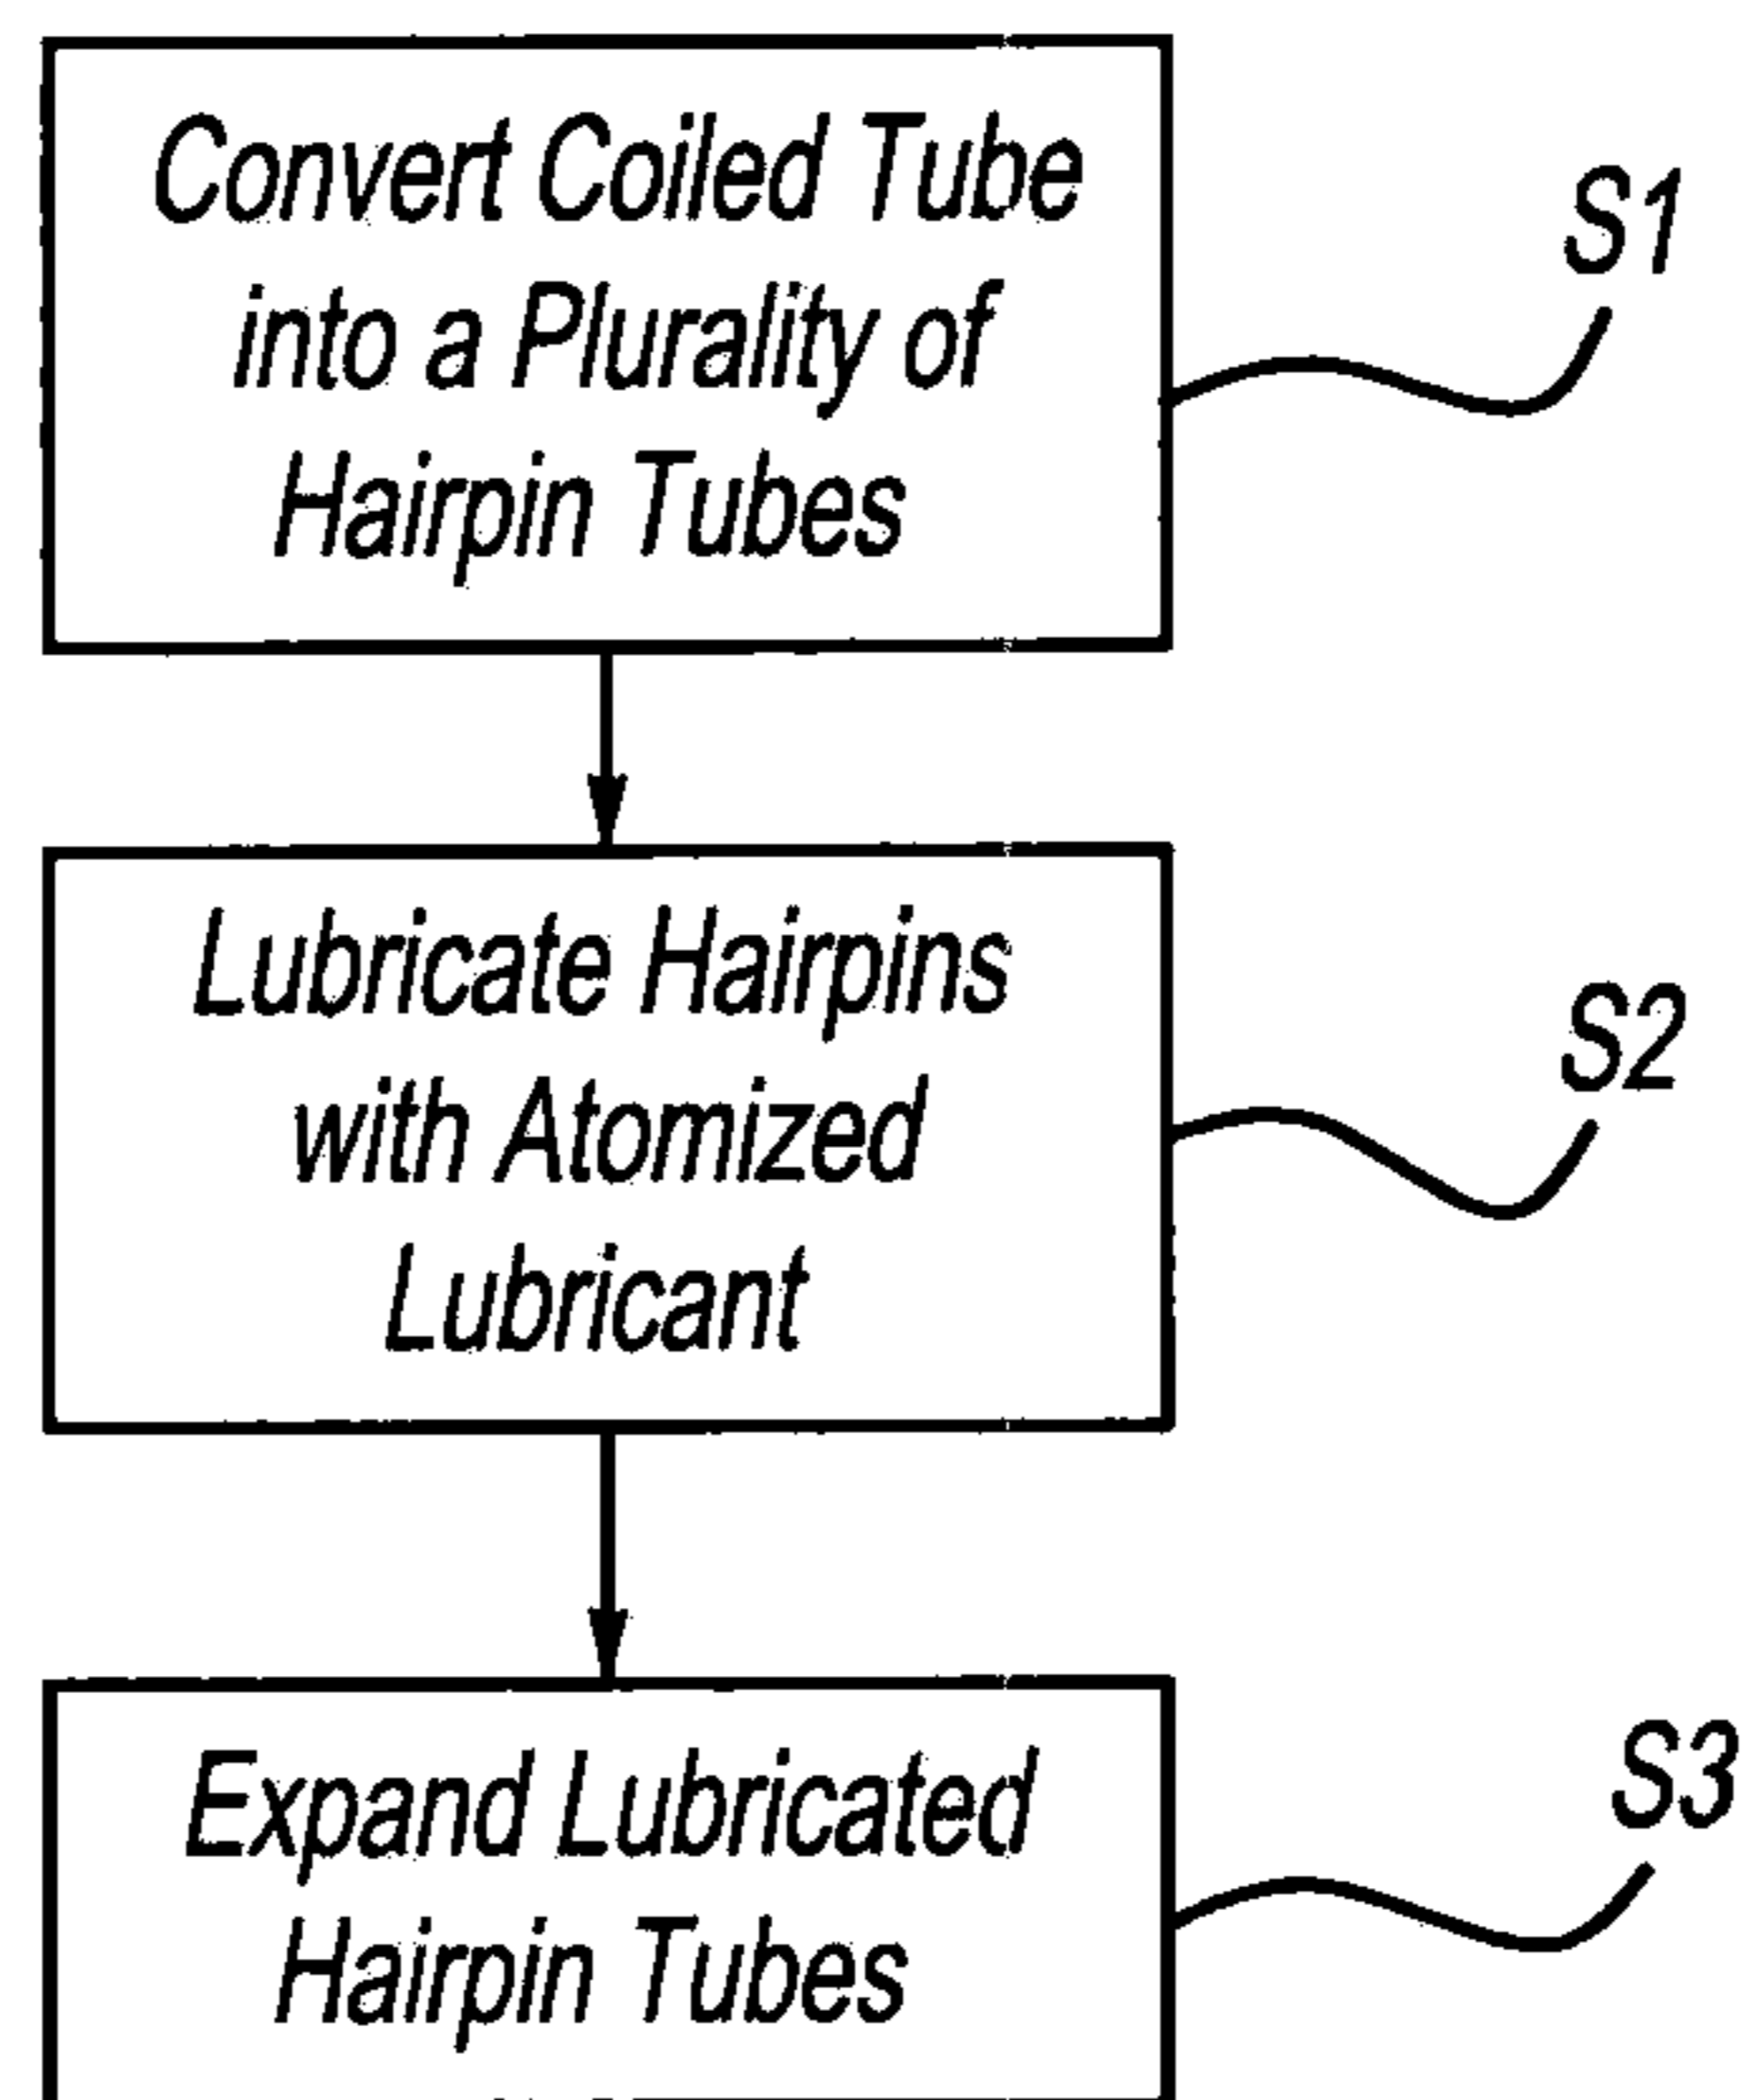 Convert Coiled Tube
into a Plurality of
Hairpin Tubes
S1
Lubricate Hairpins
with Atomized
Lubricant
S2
Expand Lubricated
Hairpin Tubes
S3